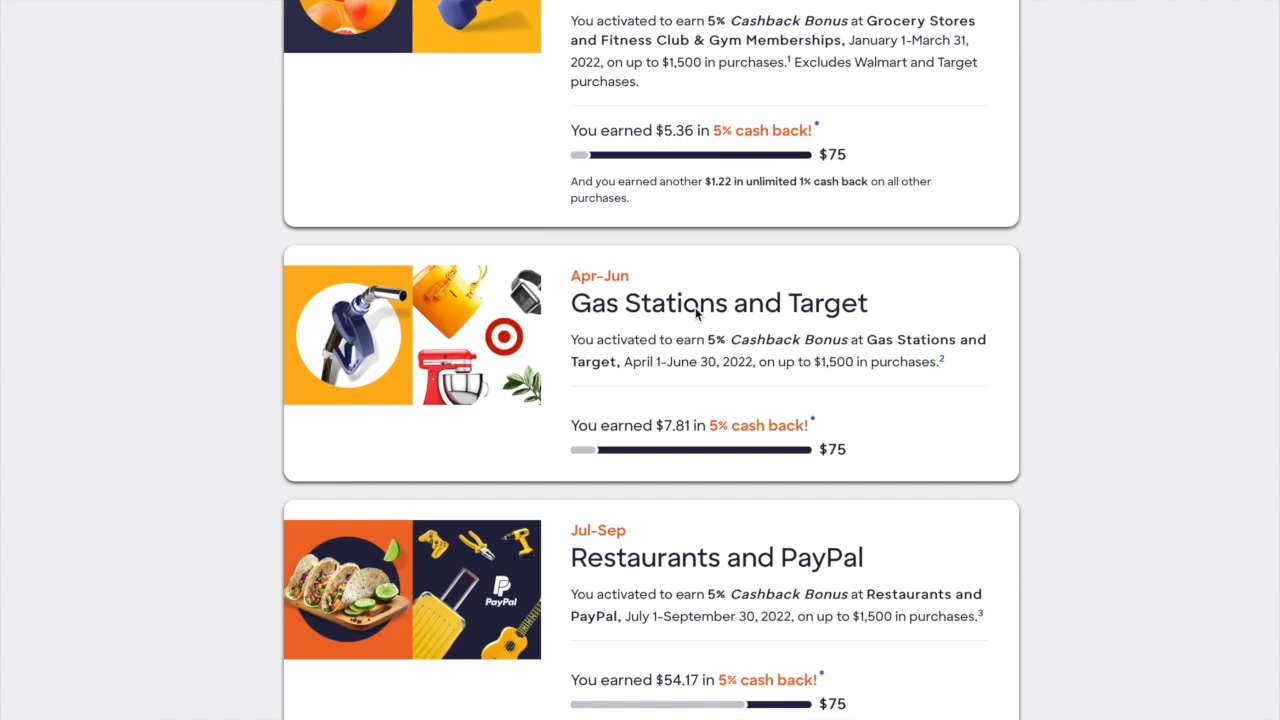 You activated to earn 5% Cashback Bonus at Grocery Stores
and Fitness Club & Gym Memberships, January 1-March 31,
2022, on up to $1,500 in purchases.1 Excludes Walmart and Target
purchases.
You earned $5.36 in 5% cash back!*
$75
And you earned another $1.22 in unlimited 1% cash back on all other
purchases.
Apr-Jun
Gas Stations and Target
You activated to earn 5% Cashback Bonus at Gas Stations and
Target, April 1-June 30, 2022, on up to $1,500 in purchases.2
You earned $7.81 in 5% cash back!*
$75
PayPal
Jul-Sep
Restaurants and PayPal
You activated to earn 5% Cashback Bonus at Restaurants and
PayPal, July 1-September 30, 2022, on up to $1,500 in purchases.3
You earned $54.17 in 5% cash back!*
$75